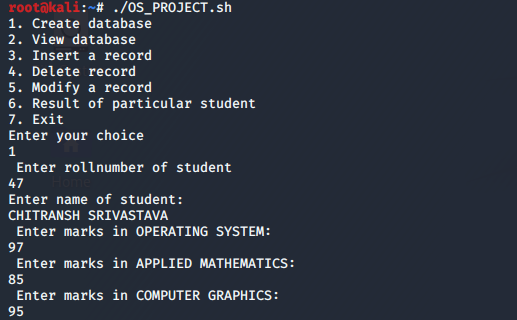 root@kali:~# ./OS_PROJECT.sh
1. Create database
2. View database
3. Insert a record
4. Delete record
5. Modify a record
6. Result of particular student
7. Exit
Enter your choice
1
Enter rollnumber of student
47
Enter name of student:
CHITRANSH SRIVASTAVA
Enter marks in OPERATING SYSTEM:
97
Enter marks in APPLIED MATHEMATICS:
85
Enter marks in COMPUTER GRAPHICS:
95